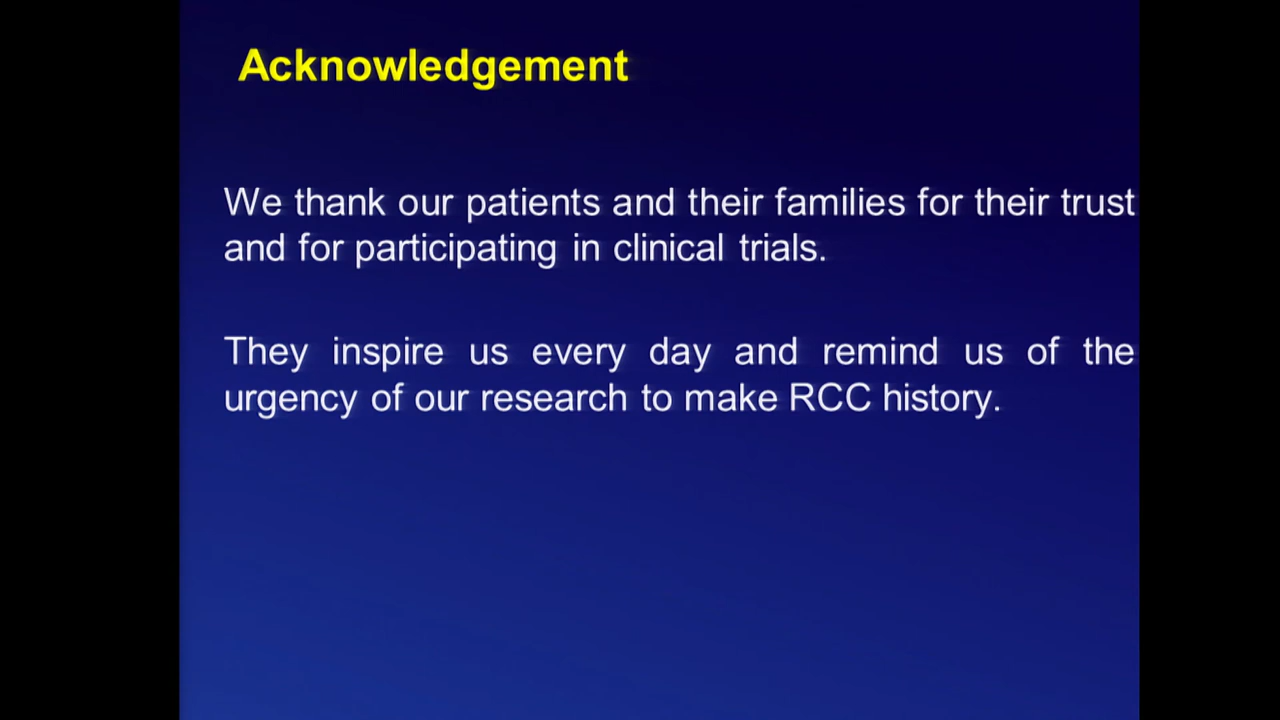 Acknowledgement
We thank our patients and their families for their trust
and for participating in clinical trials.
They inspire us every day and remind us of the
urgency of our research to make RCC history.